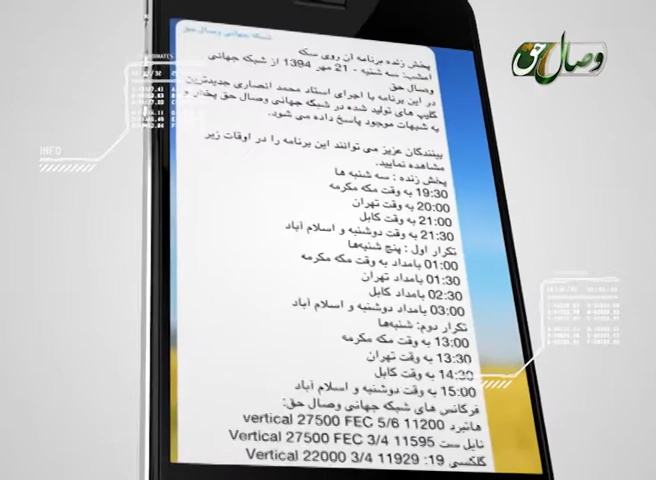 وصال حق
شبکه جهانی وصال حق
پخش زنده برنامه آن روی سکه
امشب: سه شنبه - 21 مهر 1394 از شبکه جهانی
وصال حق
در این برنامه با اجرای استاد محمد انصاری جدیدترین
کلیپ های تولید شده در شبکه جهانی وصال حق پخش و
به شبهات موجود پاسخ داده می شود.
بینندگان عزیز می توانند این برنامه را در اوقات زیر
مشاهده نمایید.
پخش زنده : سه شنبه ها
19:30 به وقت مکه مکرمه
20:00 به وقت تهران
21:00 به وقت کابل
21:30 به وقت دوشنبه و اسلام آباد
تکرار اول : پنج شنبه‌ها
01:00 بامداد به وقت مکه مکرمه
01:30 بامداد تهران
02:30 بامداد کابل
03:00 بامداد دوشنبه و اسلام آباد
تکرار دوم: شنبه‌ها
13:00 به وقت مکه مکرمه
13:30 به وقت تهران
14:30 به وقت کابل
15:00 به وقت دوشنبه و اسلام آباد
فرکانس های شبکه جهانی وصال حق:
هاتبرد 11200 vertical 27500 FEC 5/6
نایل ست 11595 Vertical 27500 FEC 3/4
گلکسی 19: 11929 Vertical 22000 3/4
INFO